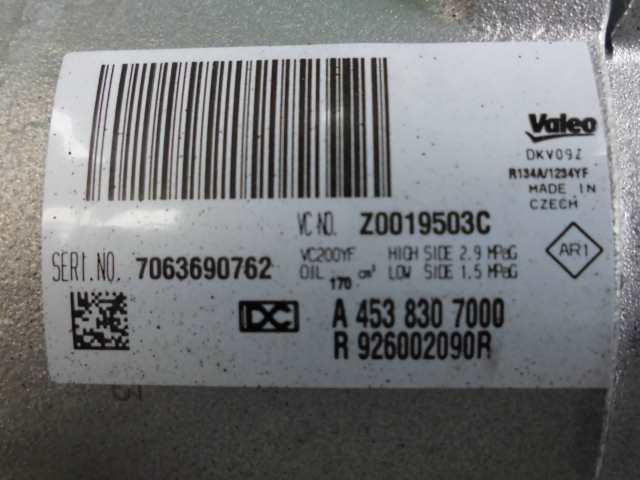 Valeo
DKV09Z
R134A/1234YF
MADE IN
CZECH
VC-NO. Z0019503C
SERI.NO. 7063690762
VC200YF HIGH SIDE 2.9 MPaG
OIL 170 cm³ LOW SIDE 1.5 MPaG
AR1
DC A 453 830 7000
R 926002090R